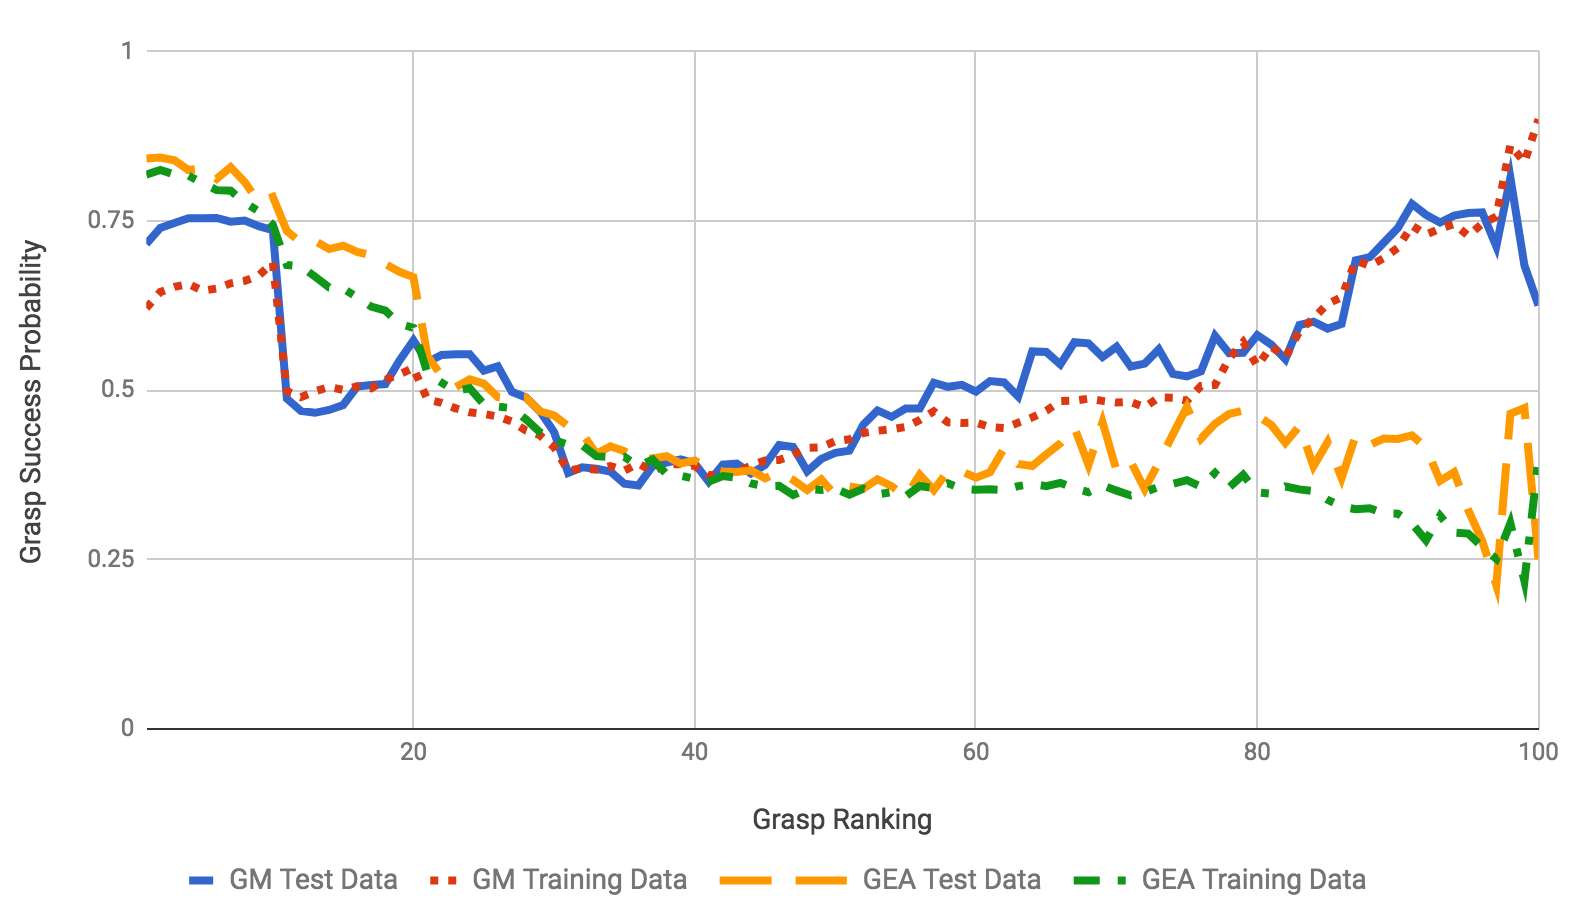 1
0.75
0.5
0.25
0
Grasp Success Probability
20 40 60 80 100
Grasp Ranking
GM Test Data GM Training Data GEA Test Data GEA Training Data